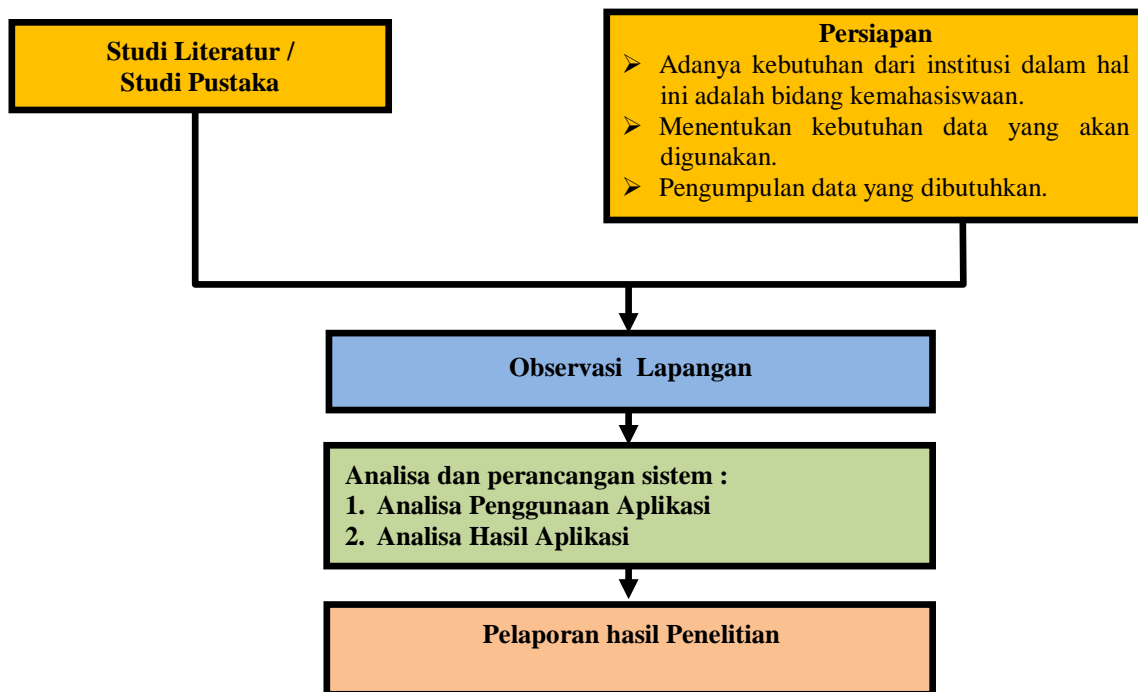 Studi Literatur /
Studi Pustaka
Persiapan
➢ Adanya kebutuhan dari institusi dalam hal
ini adalah bidang kemahasiswaan.
➢ Menentukan kebutuhan data yang akan
digunakan.
➢ Pengumpulan data yang dibutuhkan.
Observasi Lapangan
Analisa dan perancangan sistem :
1. Analisa Penggunaan Aplikasi
2. Analisa Hasil Aplikasi
Pelaporan hasil Penelitian